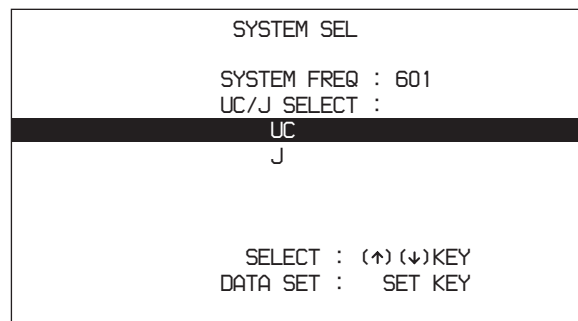 SYSTEM SEL
SYSTEM FREQ : 601
UC/J SELECT :
UC
J
SELECT : (↑)(↓)KEY
DATA SET : SET KEY